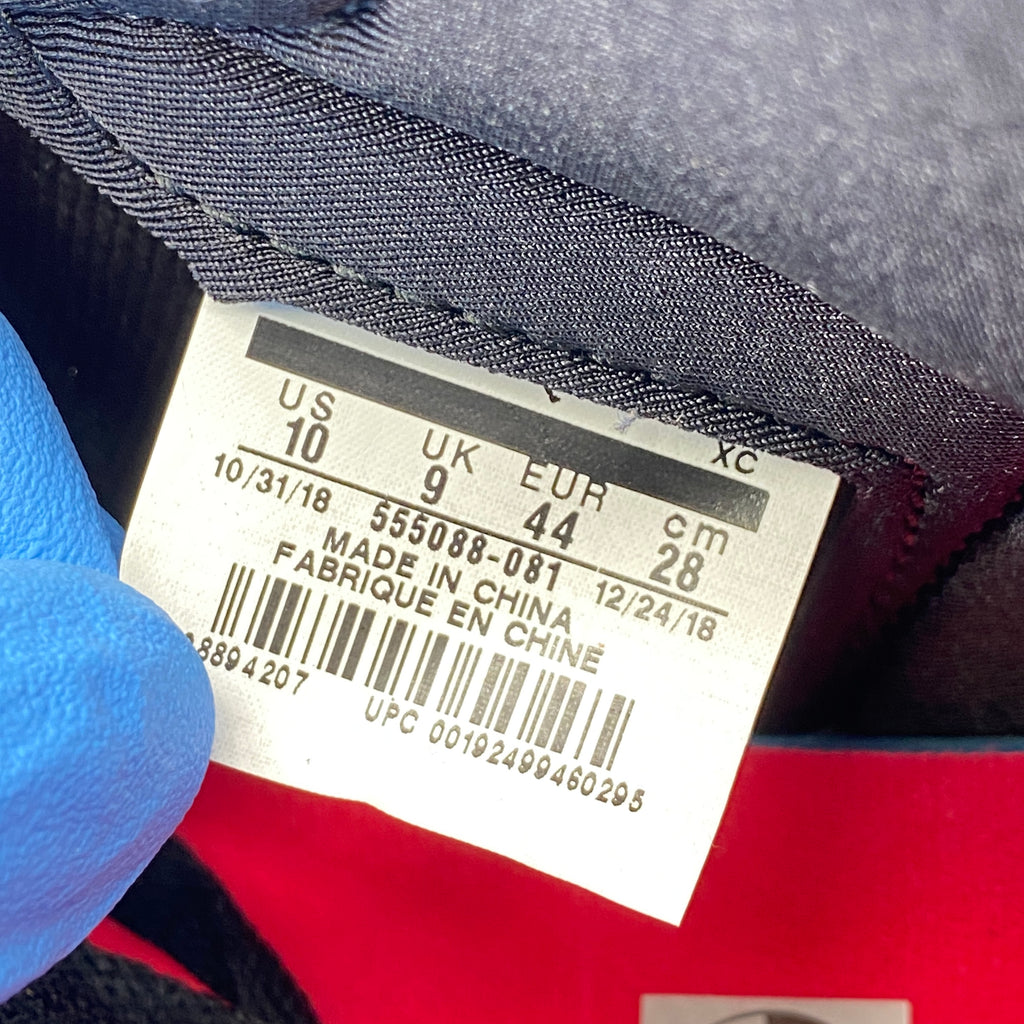 XC
US UK EUR cm
10 9 44 28
10/31/18 555088-081 12/24/18
MADE IN CHINA
FABRIQUE EN CHINE
8894207
UPC 00192499460295